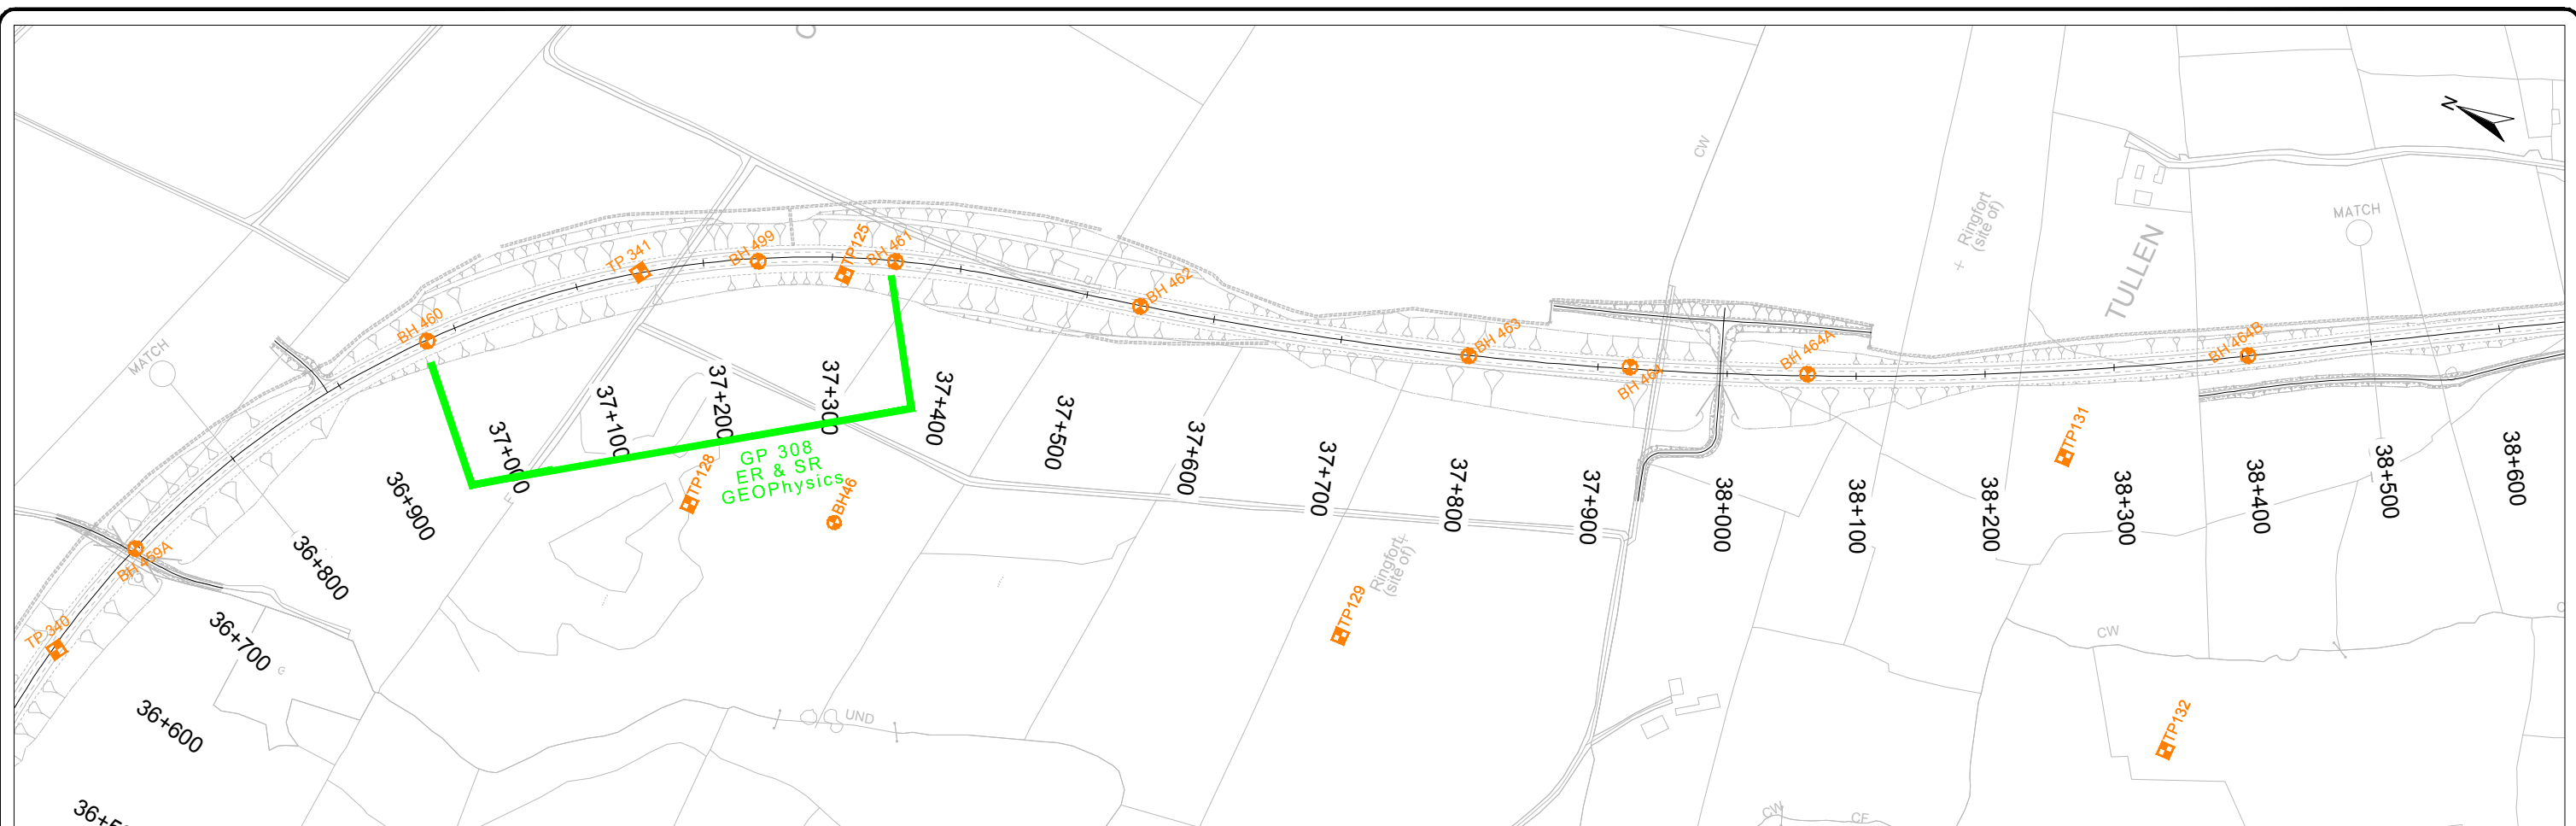 N
CW
Ringfort
(site of)
TULLEN
MATCH
TP 341
BH 499
TP125
BH 461
BH 462
BH 460
BH 463
BH 464
BH 464A
BH 464B
MATCH
37+000
37+100
37+200
37+300
37+400
37+500
37+600
37+700
37+800
37+900
38+000
38+100
38+200
38+300
38+400
38+500
38+600
GP 308
ER & SR
GEOPhysics
TP128
BH46
TP131
36+900
36+800
BH 459A
Ringfort
(site of)
TP129
TP 340
36+700
G
CW
36+600
UND
TP132
CW
CF